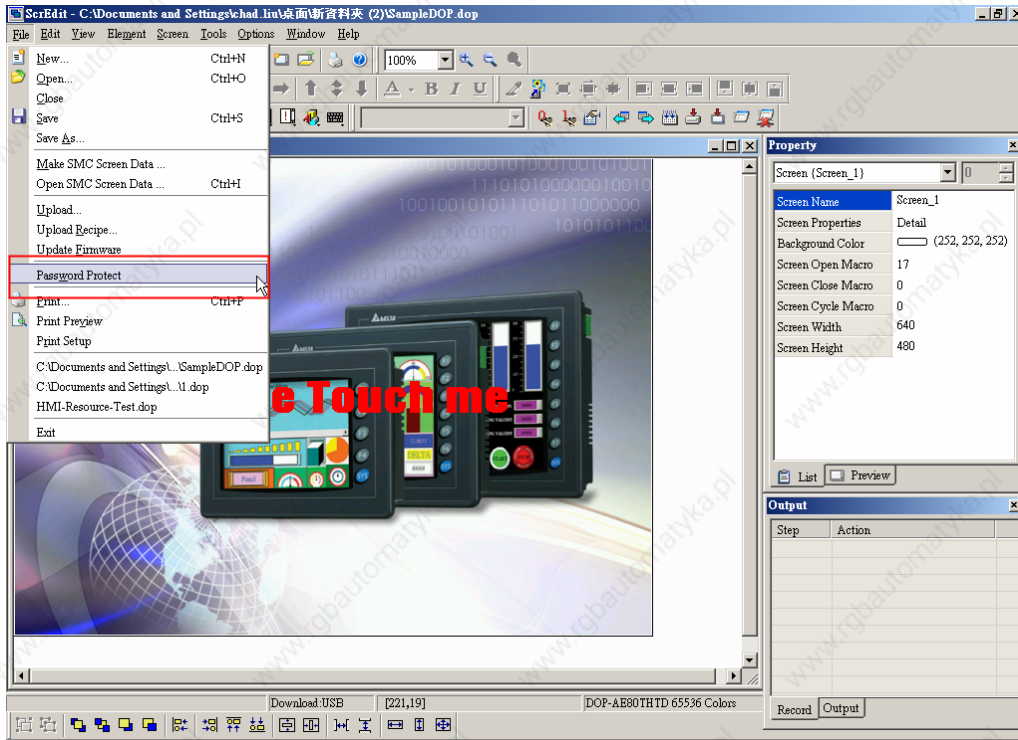 ScrEdit - C:\Documents and Settings\chad.liu\桌面\新資料夾 (2)\SampleDOP.dop
File Edit View Element Screen Tools Options Window Help
New... Ctrl+N
Open... Ctrl+O
Close
Save Ctrl+S
Save As...
Make SMC Screen Data ...
Open SMC Screen Data ... Ctrl+I
Upload...
Upload Recipe...
Update Firmware
Password Protect
Print... Ctrl+P
Print Preview
Print Setup
C:\Documents and Settings\...\SampleDOP.dop
C:\Documents and Settings\...\1.dop
HMI-Resource-Test.dop
Exit
100%
A B I U
e Touch me
DELTA
DELTA
DELTA
Panel
Property
Screen {Screen_1} 0
Screen Name Screen_1
Screen Properties Detail
Background Color (252, 252, 252)
Screen Open Macro 17
Screen Close Macro 0
Screen Cycle Macro 0
Screen Width 640
Screen Height 480
List Preview
Output
Step Action
Record Output
Download:USB [221,19] DOP-AE80THTD 65536 Colors
www.rgbautomatyka.pl